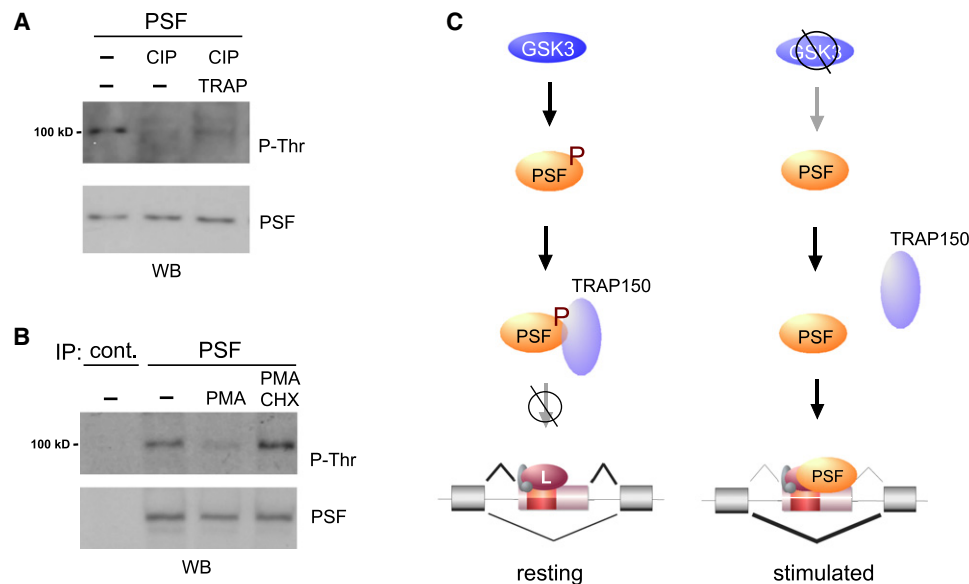 A
PSF
– CIP CIP
– – TRAP
100 kD
P-Thr
PSF
WB
B
IP: cont. PSF
– – PMA PMA
CHX
100 kD
P-Thr
PSF
WB
C
GSK3
PSF P
TRAP150
PSF P
L
resting
GSK3
PSF
TRAP150
PSF
PSF
stimulated